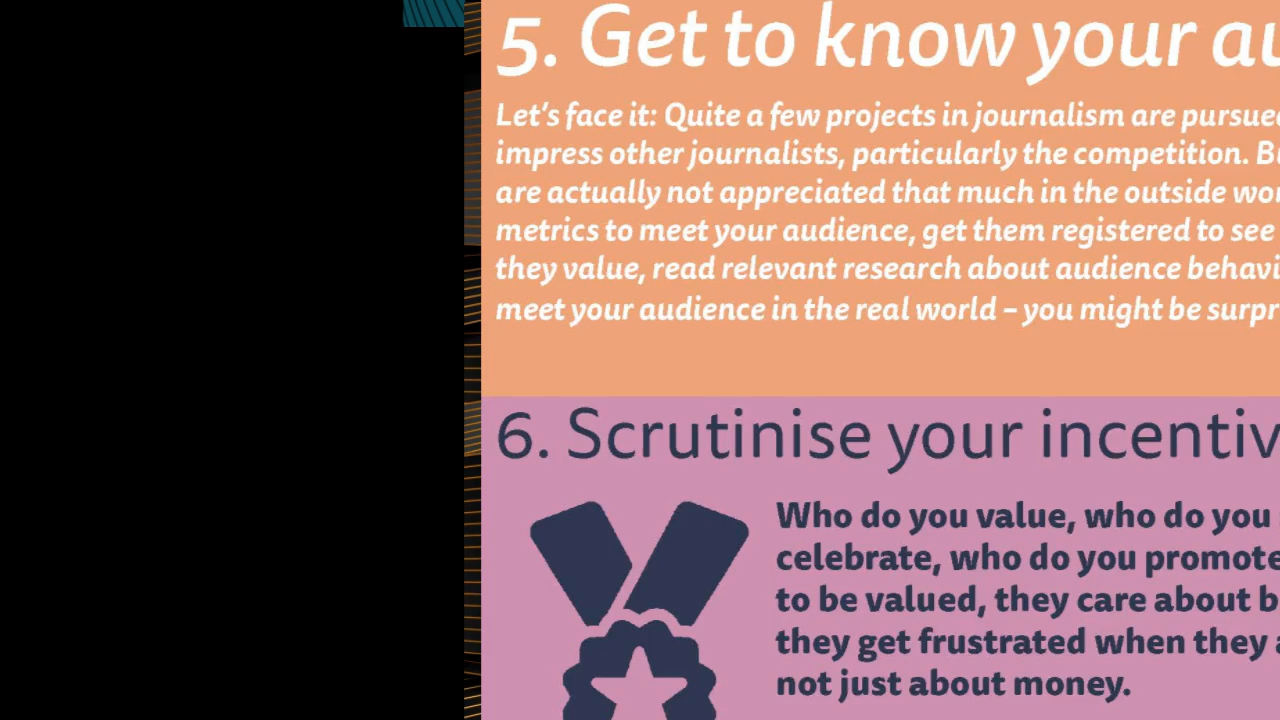 5. Get to know your au
Let's face it: Quite a few projects in journalism are pursued
impress other journalists, particularly the competition. Bu
are actually not appreciated that much in the outside wor
metrics to meet your audience, get them registered to see
they value, read relevant research about audience behavi
meet your audience in the real world – you might be surpr
6. Scrutinise your incentiv
Who do you value, who do you
celebrate, who do you promote
to be valued, they care about b
they get frustrated when they a
not just about money.